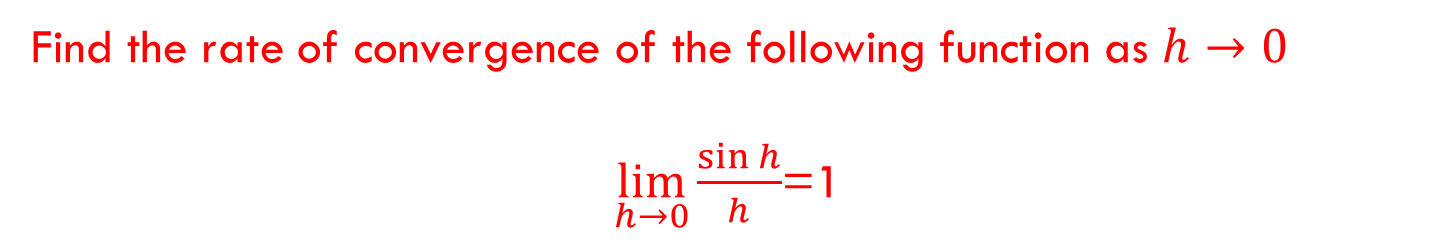 Find the rate of convergence of the following function as ℎ → 0
lim ℎ→0 sin ℎ / ℎ =1